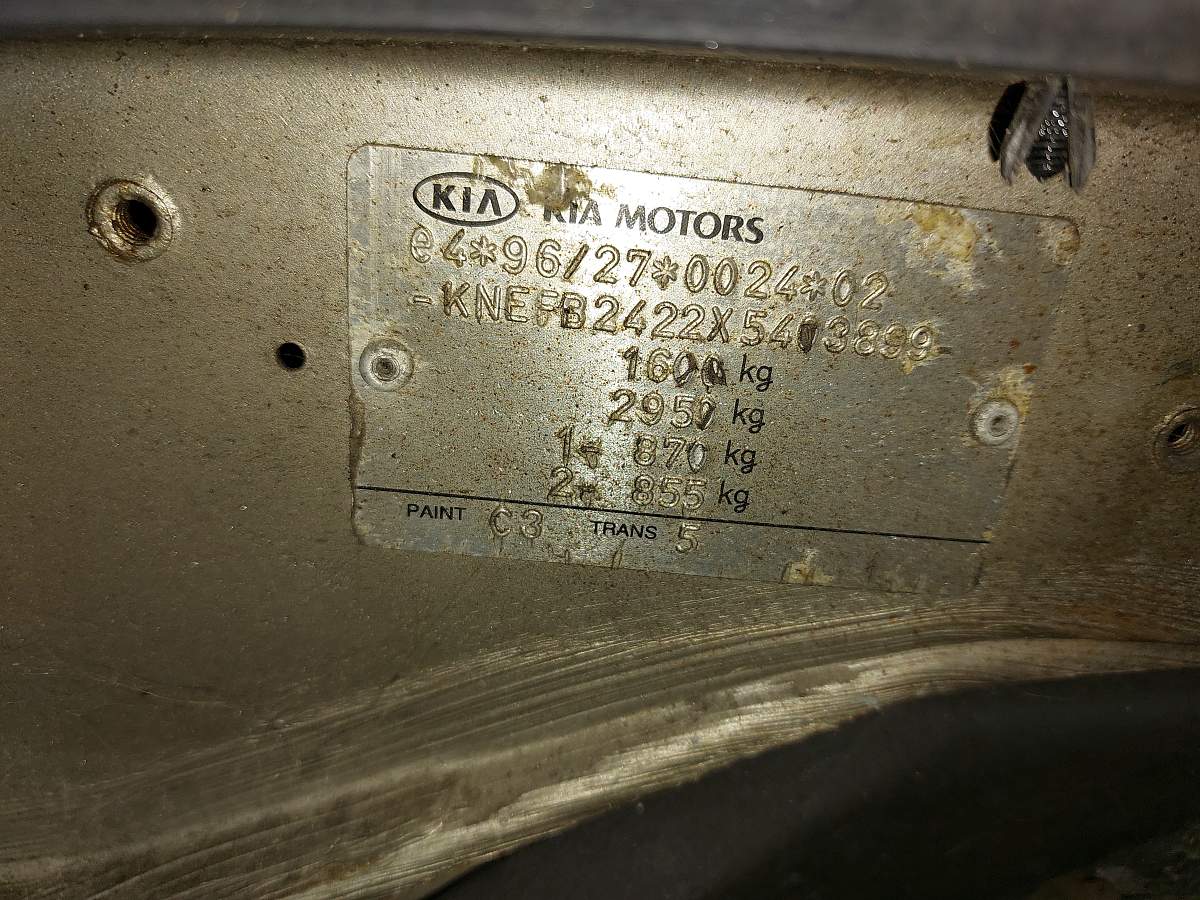 KIA KIA MOTORS
e4*96/27*0024*02
-KNEFB2422X5403899-
1600 kg
2950 kg
1- 870 kg
2- 855 kg
PAINT C3 TRANS 5